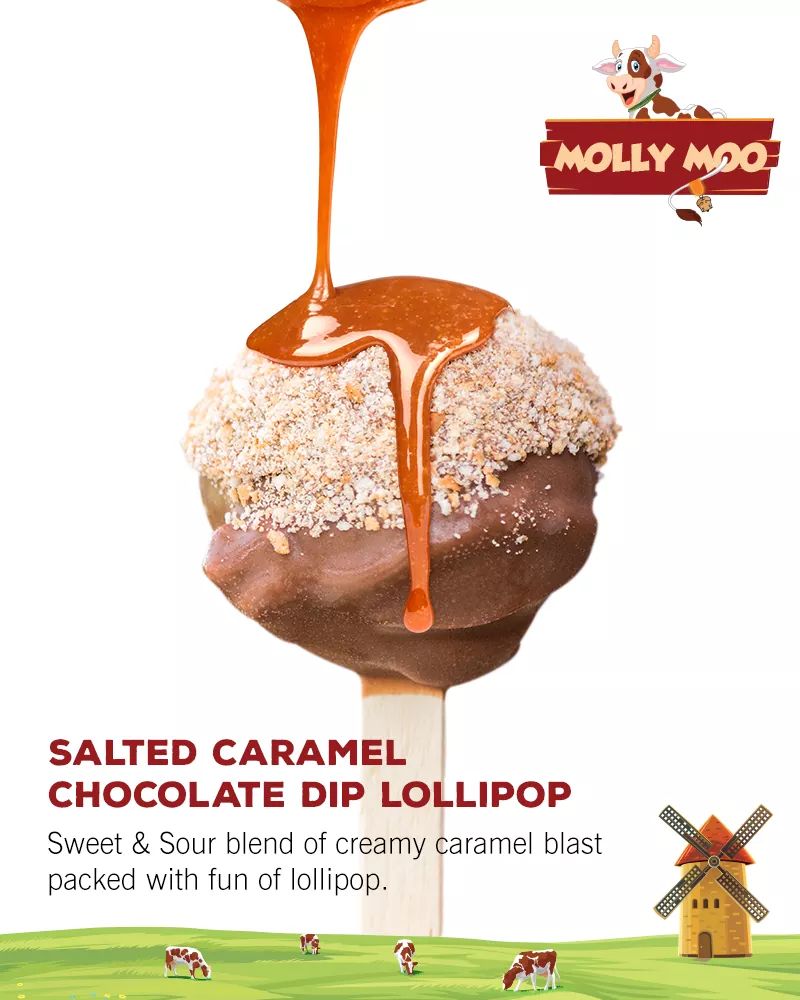 MOLLY MOO
SALTED CARAMEL
CHOCOLATE DIP LOLLIPOP
Sweet & Sour blend of creamy caramel blast
packed with fun of lollipop.